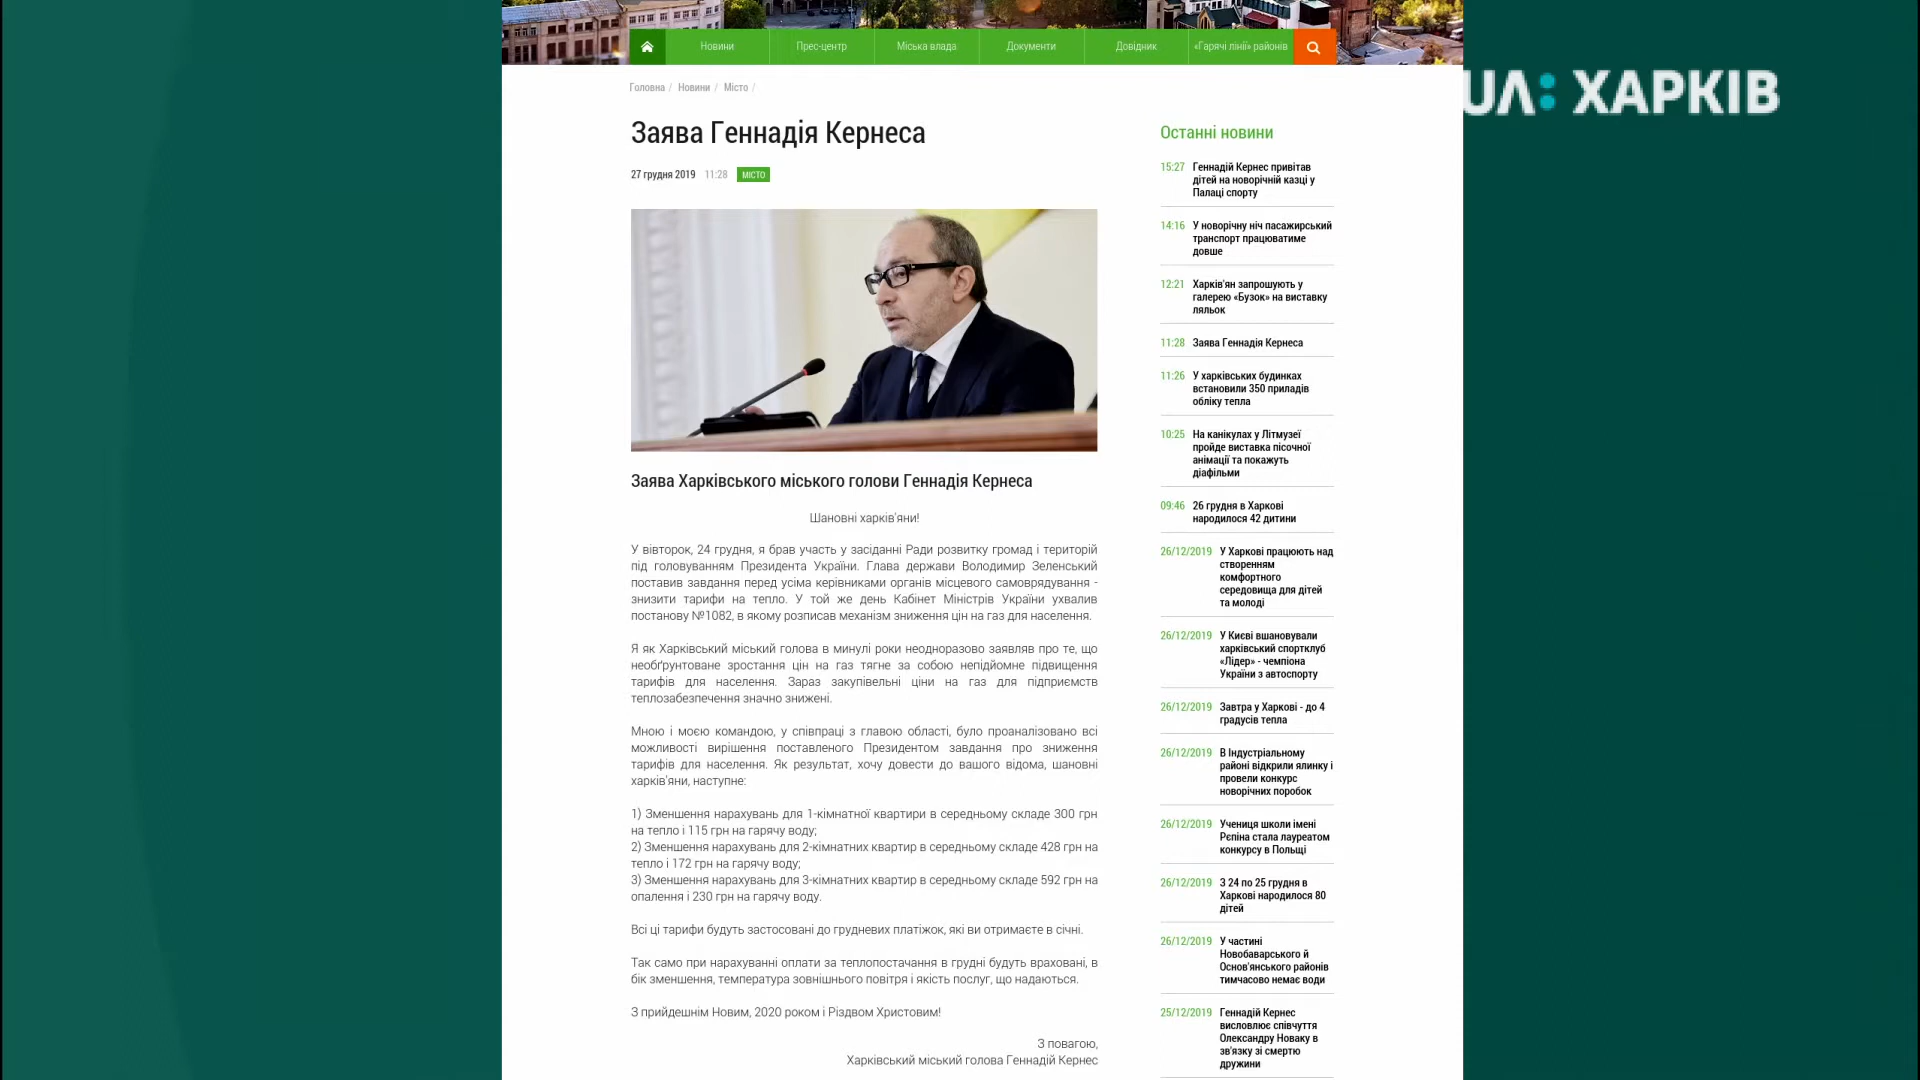 Новини
Прес-центр
Міська влада
Документи
Довідник
«Гарячі лінії» районів
UA: ХАРКІВ
Головна / Новини / Місто /
Заява Геннадія Кернеса
27 грудня 2019 11:28 МІСТО
Заява Харківського міського голови Геннадія Кернеса
Шановні харків'яни!
У вівторок, 24 грудня, я брав участь у засіданні Ради розвитку громад і територій
під головуванням Президента України. Глава держави Володимир Зеленський
поставив завдання перед усіма керівниками органів місцевого самоврядування -
знизити тарифи на тепло. У той же день Кабінет Міністрів України ухвалив
постанову №1082, в якому розписав механізм зниження цін на газ для населення.
Я як Харківський міський голова в минулі роки неодноразово заявляв про те, що
необґрунтоване зростання цін на газ тягне за собою непідйомне підвищення
тарифів для населення. Зараз закупівельні ціни на газ для підприємств
теплозабезпечення значно знижені.
Мною і моєю командою, у співпраці з главою області, було проаналізовано всі
можливості вирішення поставленого Президентом завдання про зниження
тарифів для населення. Як результат, хочу довести до вашого відома, шановні
харків'яни, наступне:
1) Зменшення нарахувань для 1-кімнатної квартири в середньому складе 300 грн
на тепло і 115 грн на гарячу воду;
2) Зменшення нарахувань для 2-кімнатних квартир в середньому складе 428 грн на
тепло і 172 грн на гарячу воду;
3) Зменшення нарахувань для 3-кімнатних квартир в середньому складе 592 грн на
опалення і 230 грн на гарячу воду.
Всі ці тарифи будуть застосовані до грудневих платіжок, які ви отримаєте в січні.
Так само при нарахуванні оплати за теплопостачання в грудні будуть враховані, в
бік зменшення, температура зовнішнього повітря і якість послуг, що надаються.
З прийдешнім Новим, 2020 роком і Різдвом Христовим!
З повагою,
Харківський міський голова Геннадій Кернес
Останні новини
15:27 Геннадій Кернес привітав
дітей на новорічній казці у
Палаці спорту
14:16 У новорічну ніч пасажирський
транспорт працюватиме
довше
12:21 Харків'ян запрошують у
галерею «Бузок» на виставку
ляльок
11:28 Заява Геннадія Кернеса
11:26 У харківських будинках
встановили 350 приладів
обліку тепла
10:25 На канікулах у Літмузеї
пройде виставка пісочної
анімації та покажуть
діафільми
09:46 26 грудня в Харкові
народилося 42 дитини
26/12/2019 У Харкові працюють над
створенням
комфортного
середовища для дітей
та молоді
26/12/2019 У Києві вшановували
харківський спортклуб
«Лідер» - чемпіона
України з автоспорту
26/12/2019 Завтра у Харкові - до 4
градусів тепла
26/12/2019 В Індустріальному
районі відкрили ялинку і
провели конкурс
новорічних поробок
26/12/2019 Учениця школи імені
Рєпіна стала лауреатом
конкурсу в Польщі
26/12/2019 З 24 по 25 грудня в
Харкові народилося 80
дітей
26/12/2019 У частині
Новобаварського й
Основ'янського районів
тимчасово немає води
25/12/2019 Геннадій Кернес
висловлює співчуття
Олександру Новаку в
зв'язку зі смертю
дружини